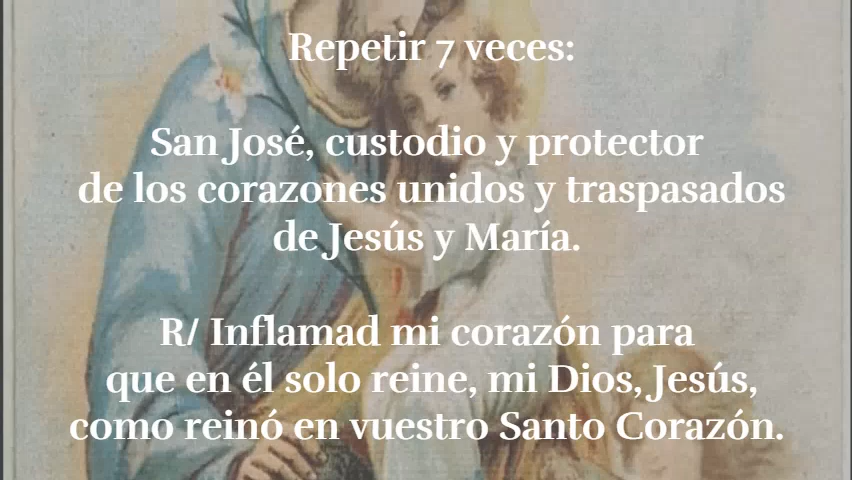 Repetir 7 veces:
San José, custodio y protector
de los corazones unidos y traspasados
de Jesús y María.
R/ Inflamad mi corazón para
que en él solo reine, mi Dios, Jesús,
como reinó en vuestro Santo Corazón.